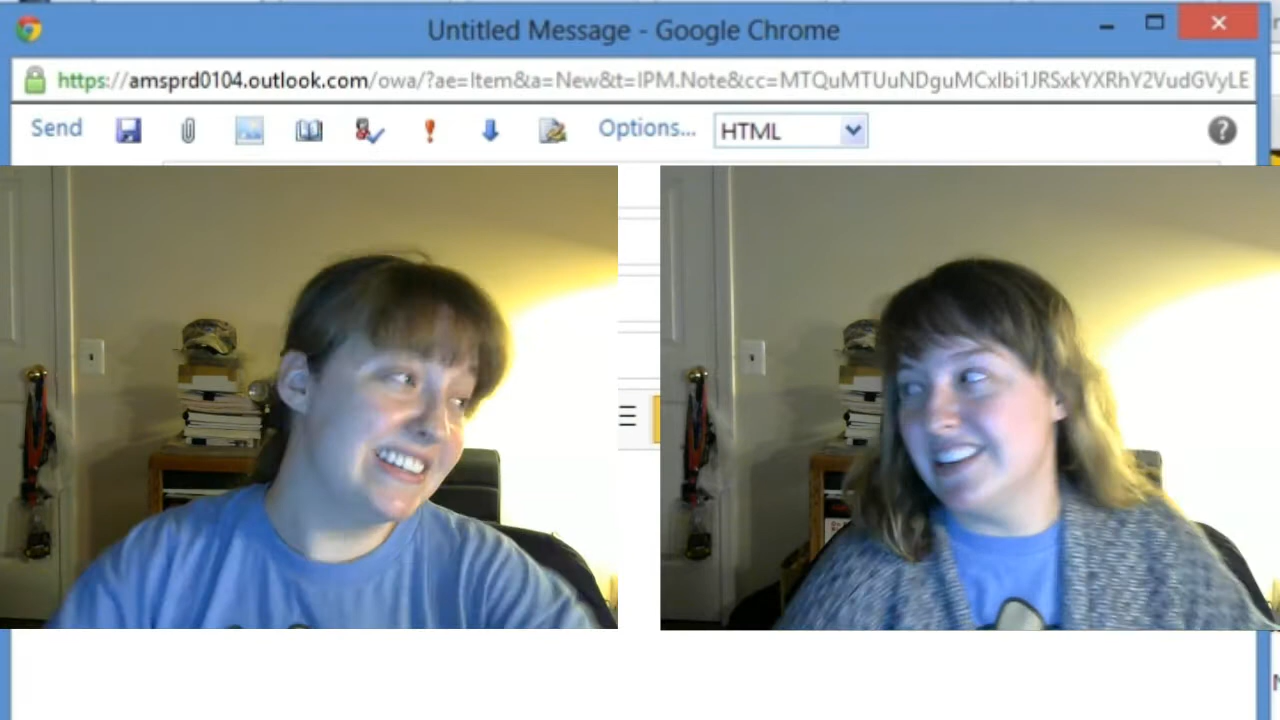 Untitled Message - Google Chrome
https://amsprd0104.outlook.com/owa/?ae=Item&a=New&t=IPM.Note&cc=MTQuMTUuNDguMCxlbi1JRSxkYXRhY2VudGVyLE
Send Options... HTML